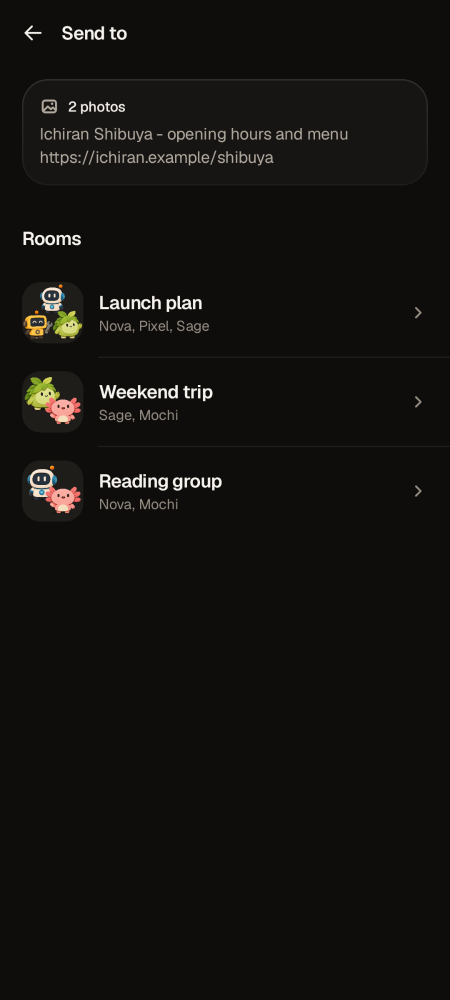 Send to
2 photos
Ichiran Shibuya - opening hours and menu
https://ichiran.example/shibuya
Rooms
Launch plan
Nova, Pixel, Sage
Weekend trip
Sage, Mochi
Reading group
Nova, Mochi